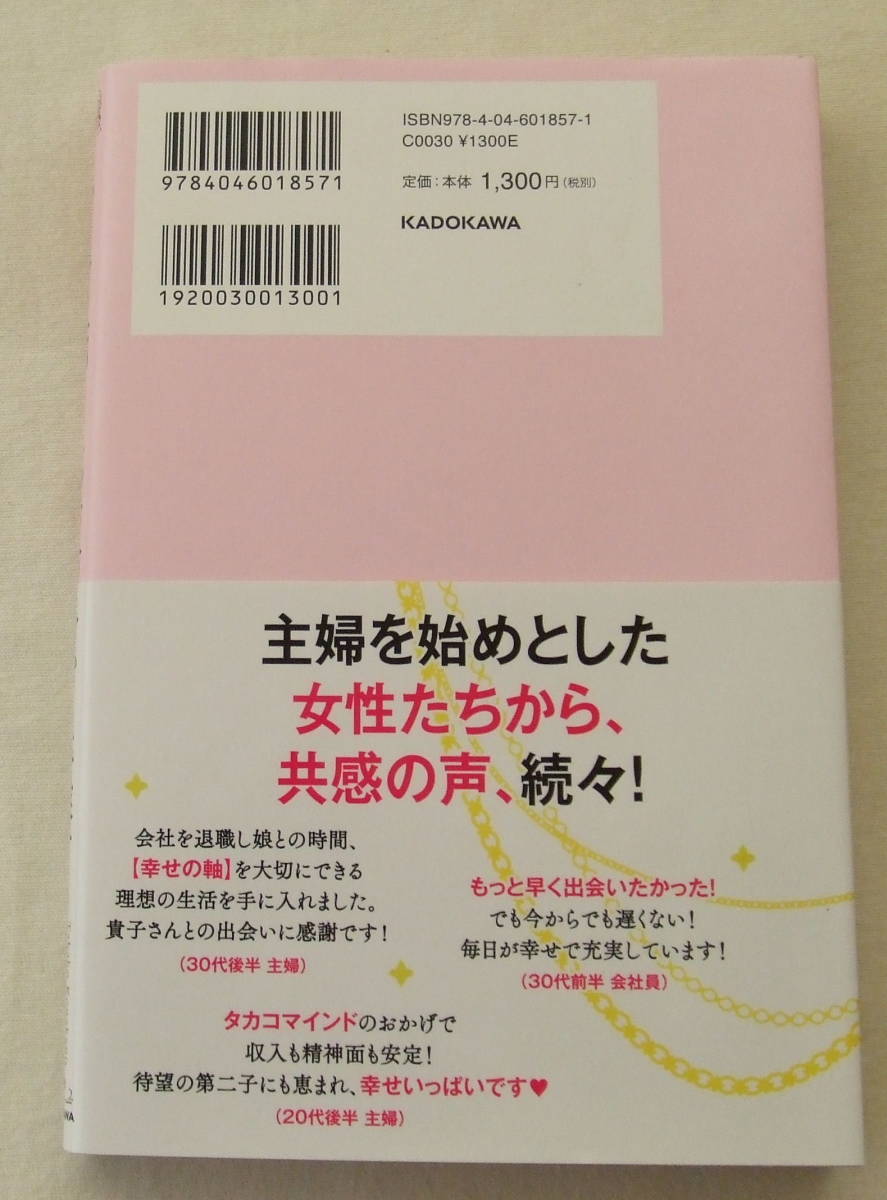 ISBN978-4-04-601857-1
C0030 ¥1300E
9784046018571
定価：本体 1,300円（税別）
KADOKAWA
1920030013001
主婦を始めとした
女性たちから、
共感の声、続々！
会社を退職し娘との時間、
【幸せの軸】を大切にできる
理想の生活を手に入れました。
貴子さんとの出会いに感謝です！
（30代後半 主婦）
もっと早く出会いたかった！
でも今からでも遅くない！
毎日が幸せで充実しています！
（30代前半 会社員）
タカコマインドのおかげで
収入も精神面も安定！
待望の第二子にも恵まれ、幸せいっぱいです♥
（20代後半 主婦）